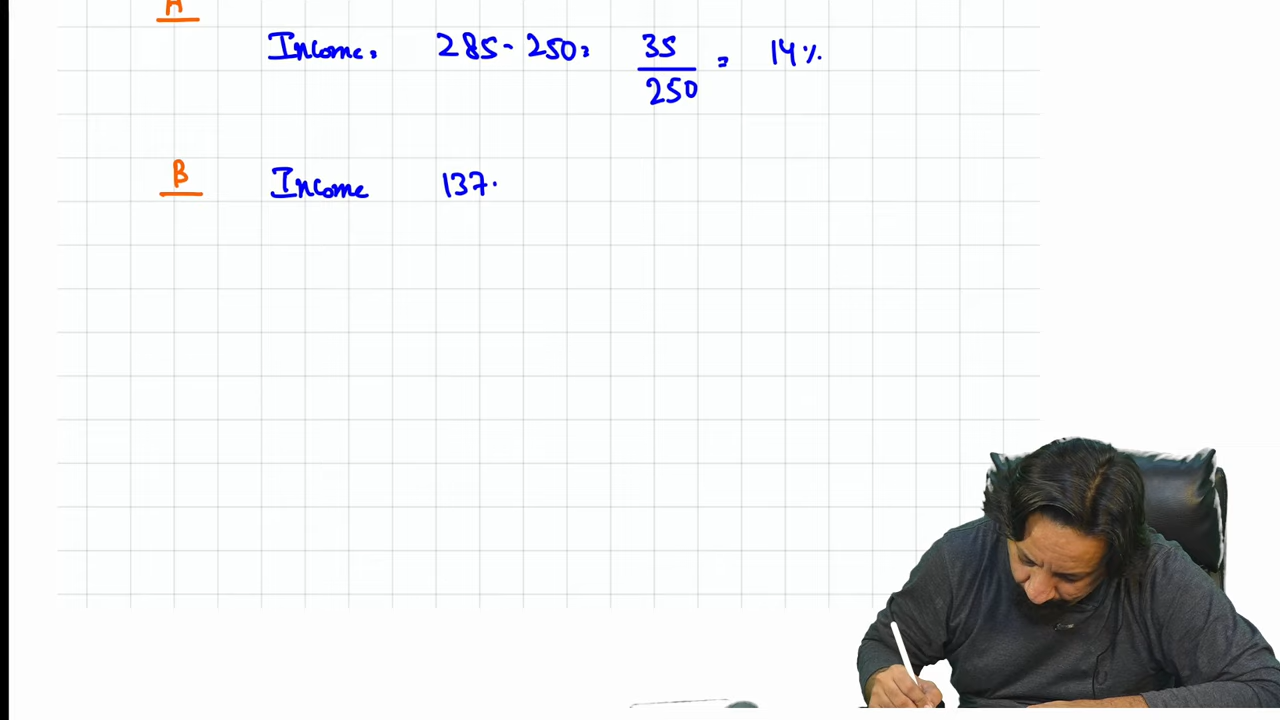 A
Income = 285 - 250 = 35/250 = 14%
B Income 137.